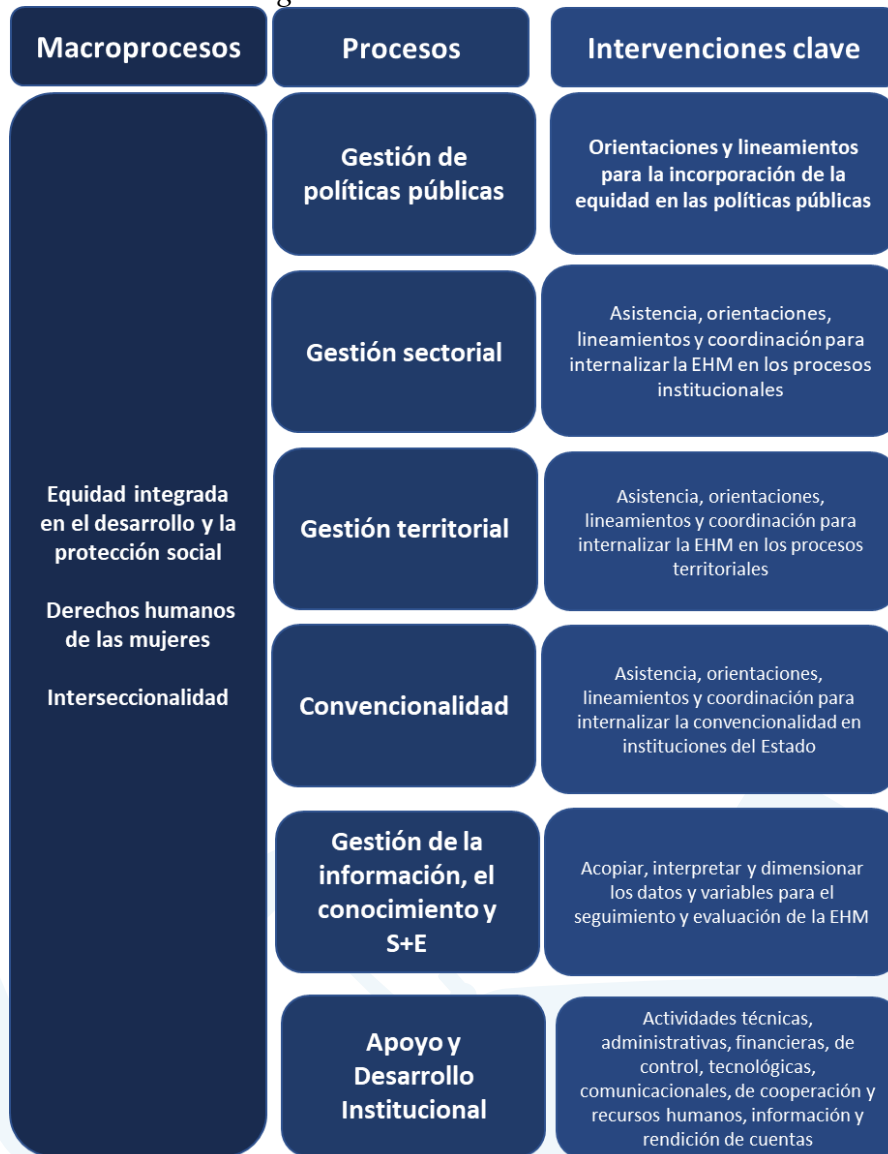 Macroprocesos
Procesos
Intervenciones clave
Equidad integrada
en el desarrollo y la
protección social
Derechos humanos
de las mujeres
Interseccionalidad
Gestión de
políticas públicas
Orientaciones y lineamientos
para la incorporación de la
equidad en las políticas públicas
Gestión sectorial
Asistencia, orientaciones,
lineamientos y coordinación para
internalizar la EHM en los procesos
institucionales
Gestión territorial
Asistencia, orientaciones,
lineamientos y coordinación para
internalizar la EHM en los procesos
territoriales
Convencionalidad
Asistencia, orientaciones,
lineamientos y coordinación para
internalizar la convencionalidad en
instituciones del Estado
Gestión de la
información, el
conocimiento y
S+E
Acopiar, interpretar y dimensionar
los datos y variables para el
seguimiento y evaluación de la EHM
Apoyo y
Desarrollo
Institucional
Actividades técnicas,
administrativas, financieras, de
control, tecnológicas,
comunicacionales, de cooperación y
recursos humanos, información y
rendición de cuentas